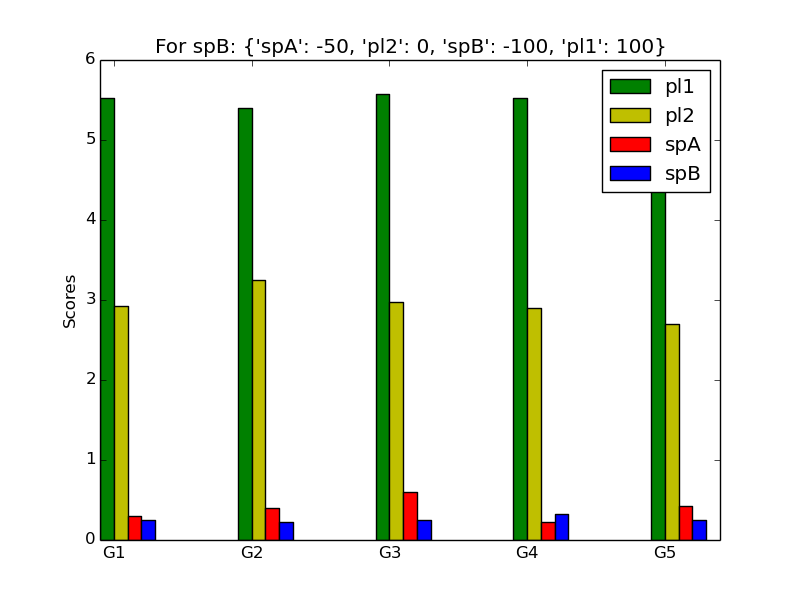 For spB: {'spA': -50, 'pl2': 0, 'spB': -100, 'pl1': 100}
pl1
pl2
spA
spB
Scores
6
5
4
3
2
1
0
G1 G2 G3 G4 G5